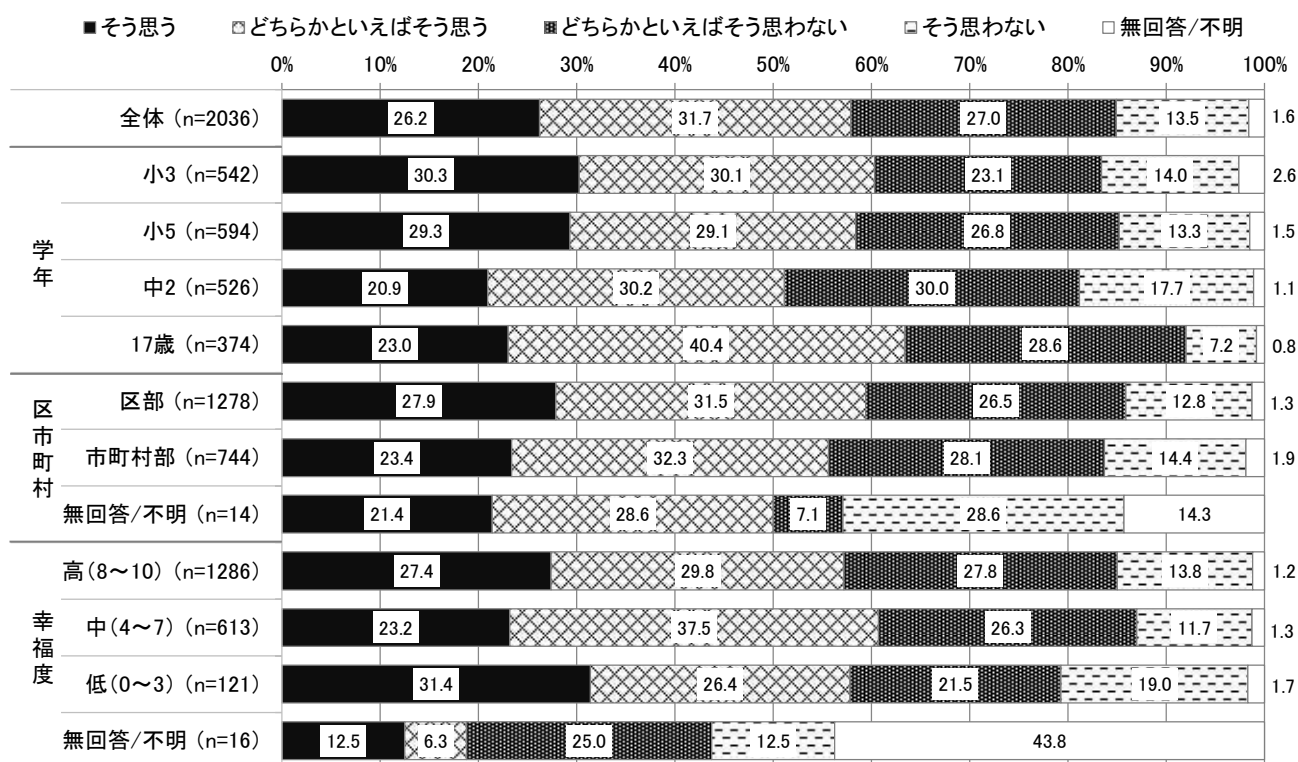 ■そう思う □どちらかといえばそう思う ■どちらかといえばそう思わない □そう思わない □無回答/不明
0% 10% 20% 30% 40% 50% 60% 70% 80% 90% 100%
全体 (n=2036) 26.2 31.7 27.0 13.5 1.6
学年
小3 (n=542) 30.3 30.1 23.1 14.0 2.6
小5 (n=594) 29.3 29.1 26.8 13.3 1.5
中2 (n=526) 20.9 30.2 30.0 17.7 1.1
17歳 (n=374) 23.0 40.4 28.6 7.2 0.8
区市町村
区部 (n=1278) 27.9 31.5 26.5 12.8 1.3
市町村部 (n=744) 23.4 32.3 28.1 14.4 1.9
無回答/不明 (n=14) 21.4 28.6 7.1 28.6 14.3
幸福度
高(8～10) (n=1286) 27.4 29.8 27.8 13.8 1.2
中(4～7) (n=613) 23.2 37.5 26.3 11.7 1.3
低(0～3) (n=121) 31.4 26.4 21.5 19.0 1.7
無回答/不明 (n=16) 12.5 6.3 25.0 12.5 43.8